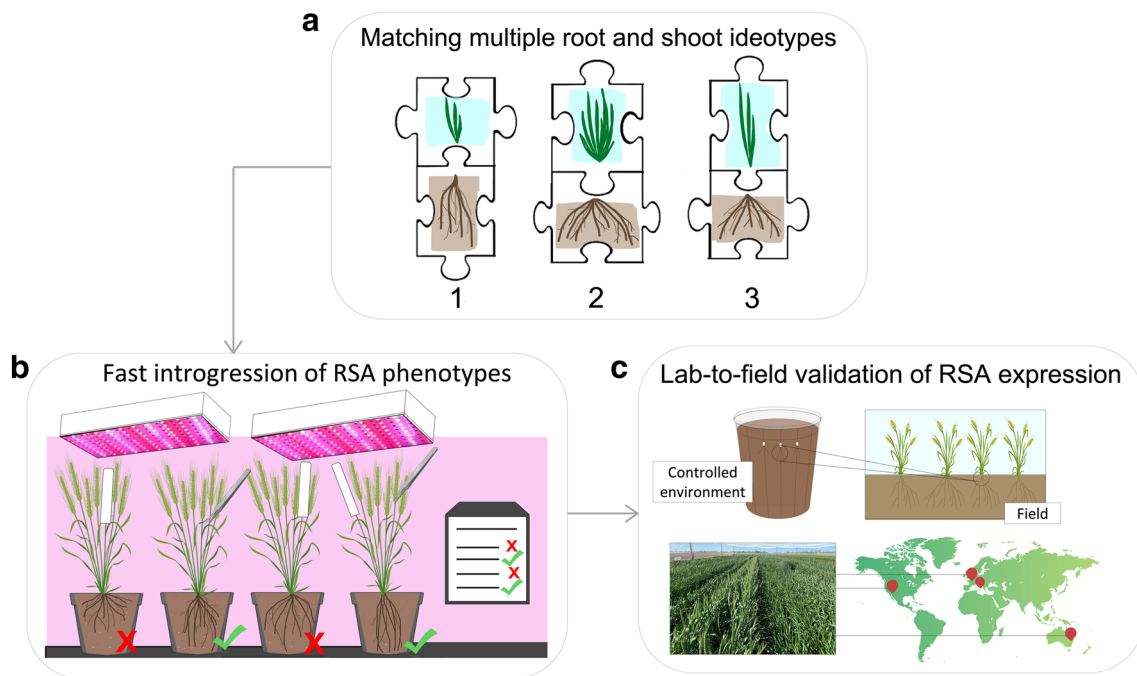 a
Matching multiple root and shoot ideotypes
1
2
3
b
Fast introgression of RSA phenotypes
X
X
X
X
c
Lab-to-field validation of RSA expression
Controlled
environment
Field